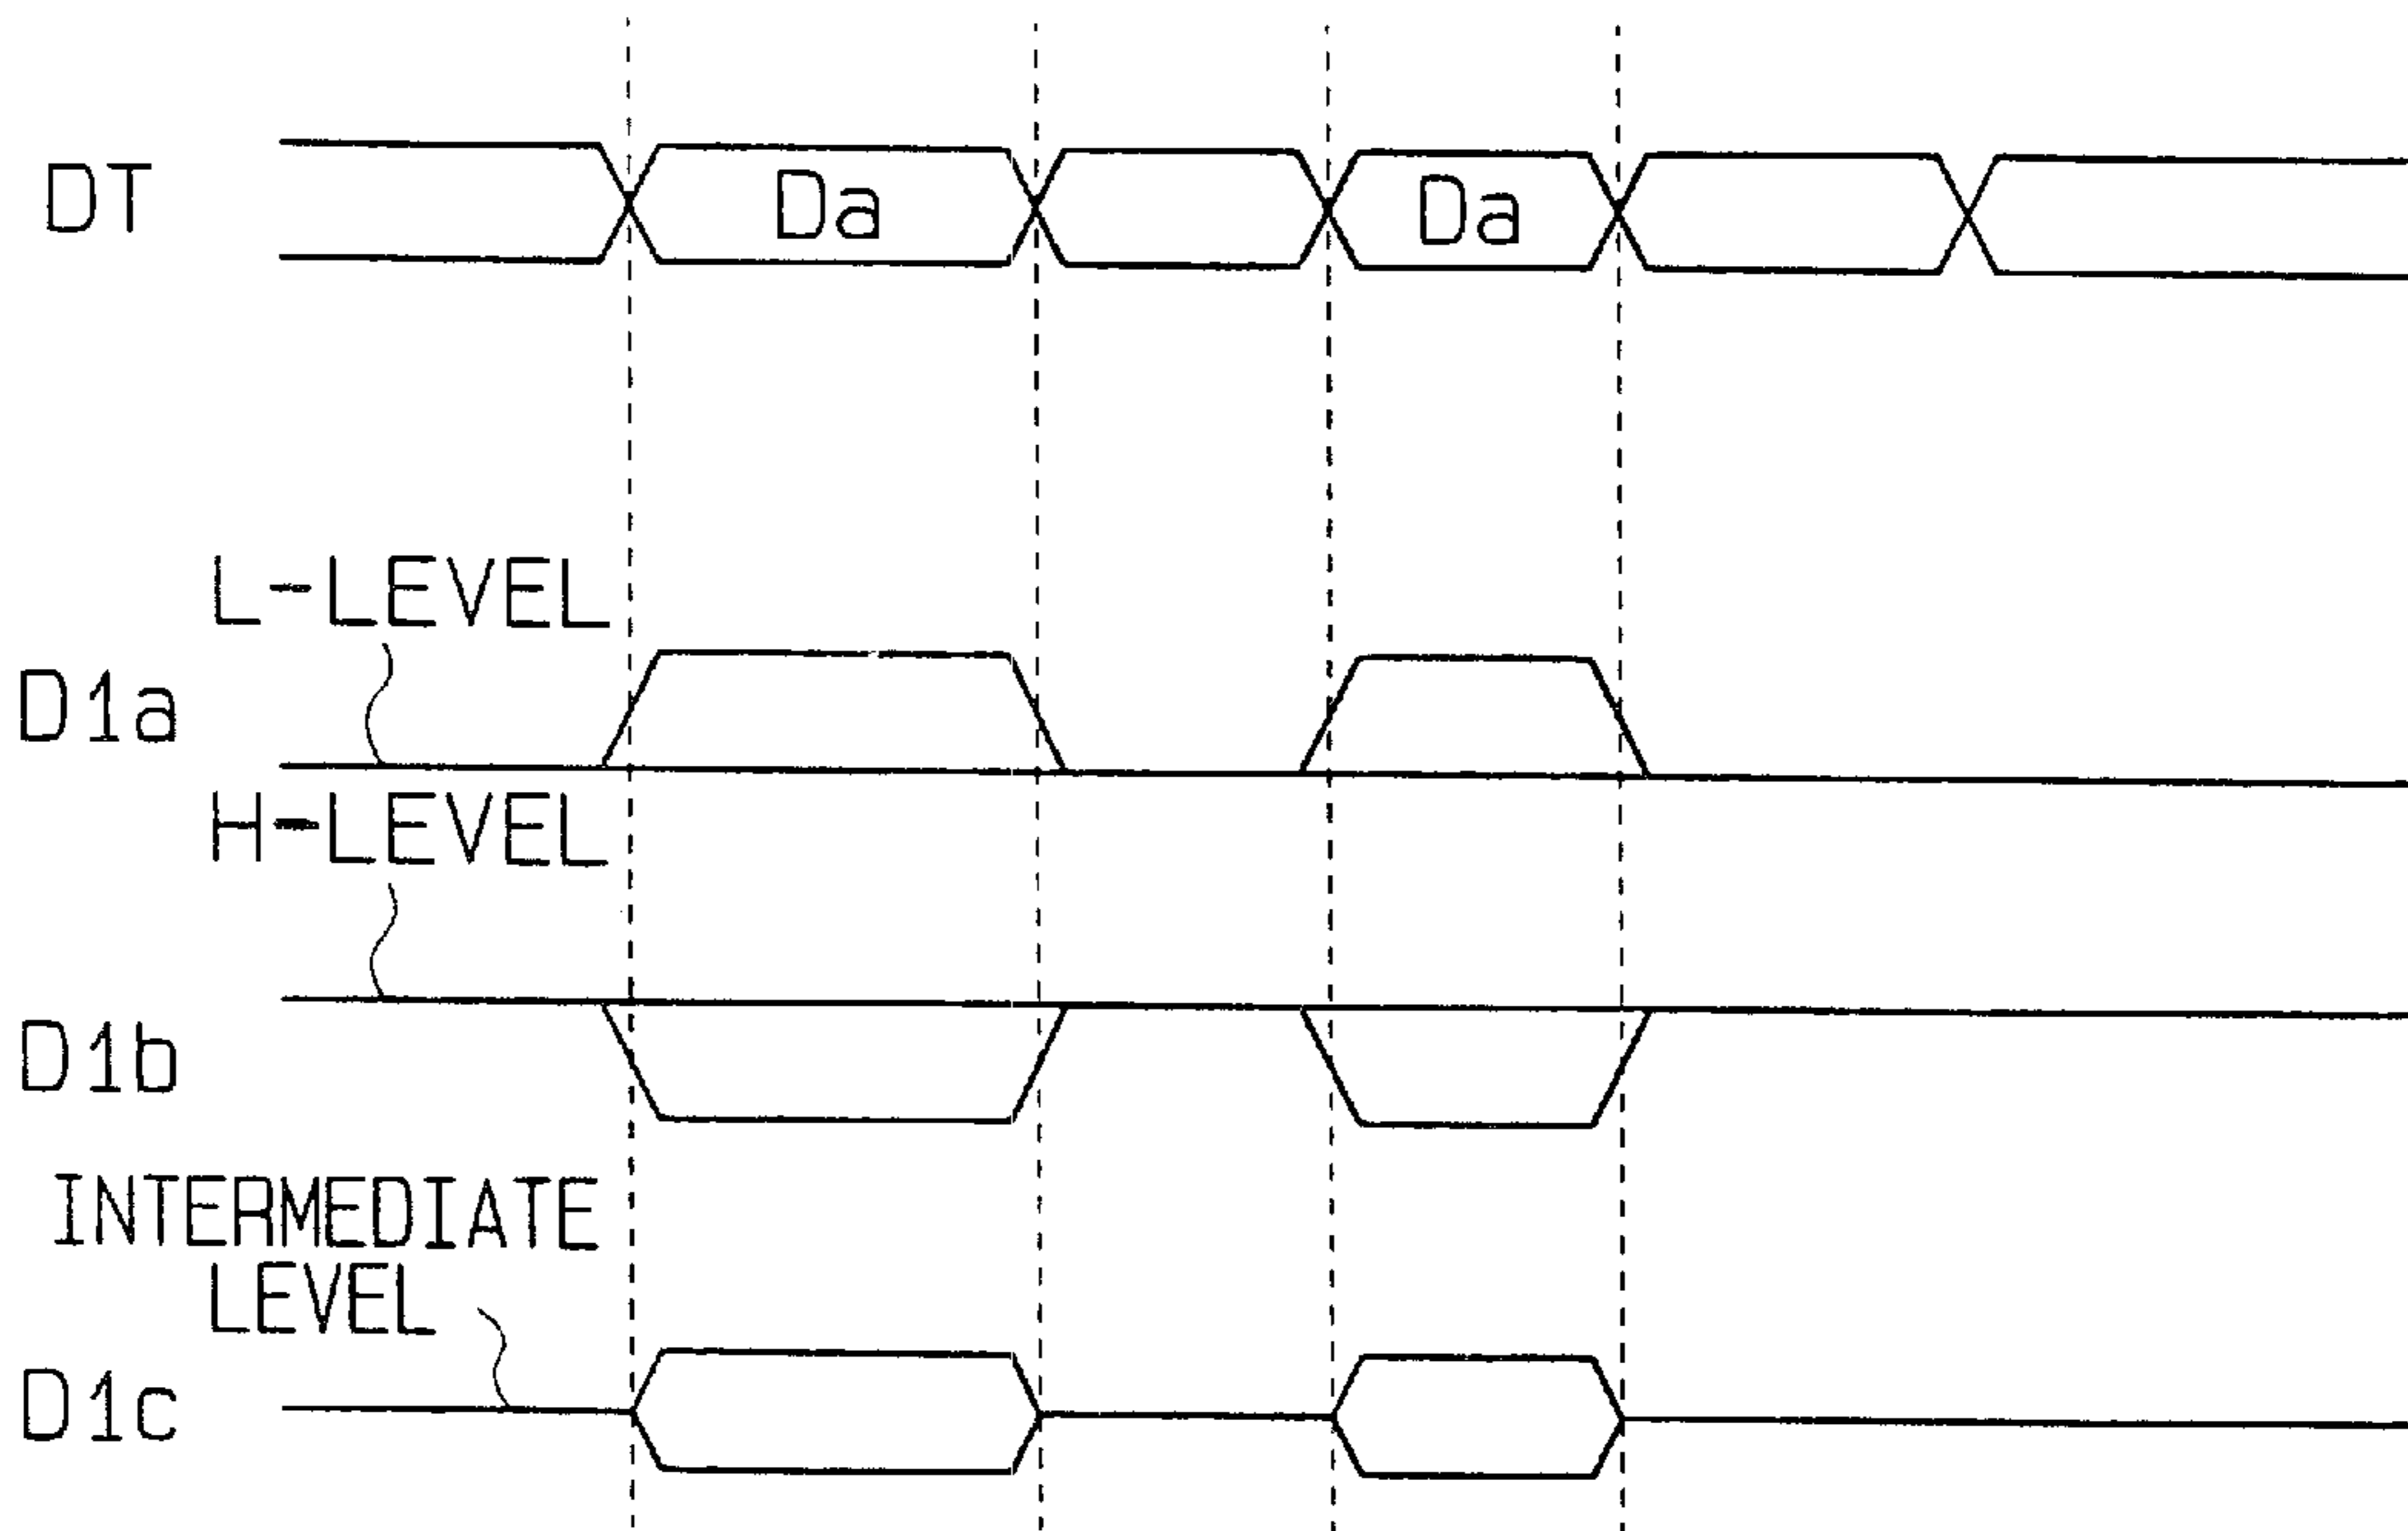 DT
Da
Da
L-LEVEL
D1a
H-LEVEL
D1b
INTERMEDIATE
LEVEL
D1c